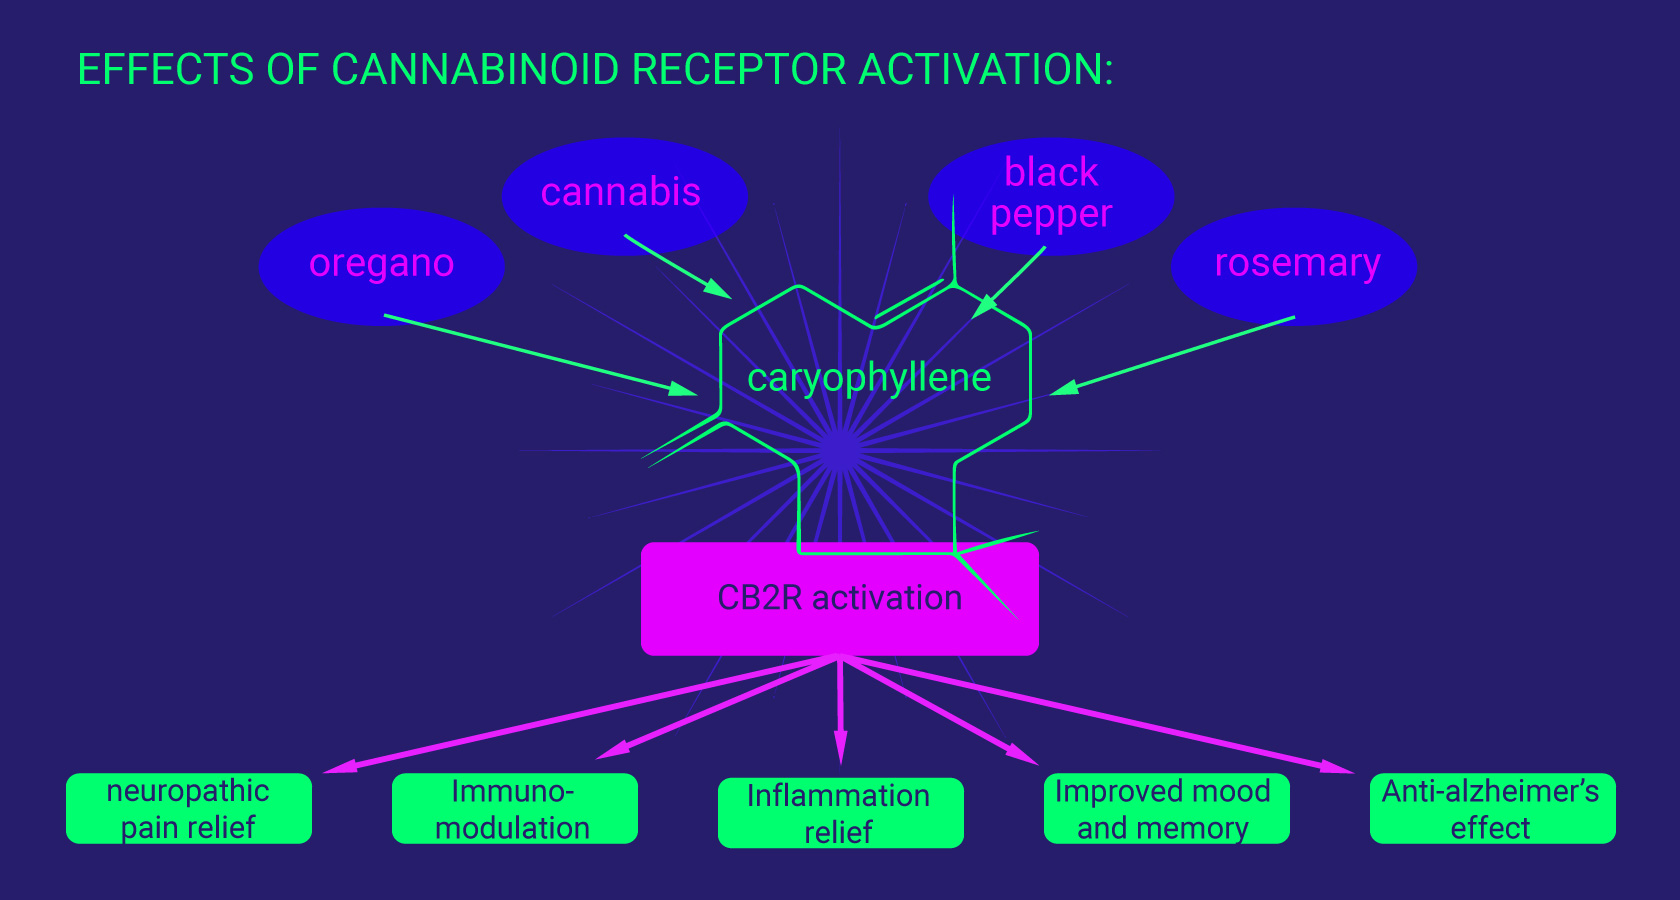 EFFECTS OF CANNABINOID RECEPTOR ACTIVATION:
cannabis
black
pepper
oregano
rosemary
caryophyllene
CB2R activation
neuropathic
pain relief
Immuno-
modulation
Inflammation
relief
Improved mood
and memory
Anti-alzheimer’s
effect